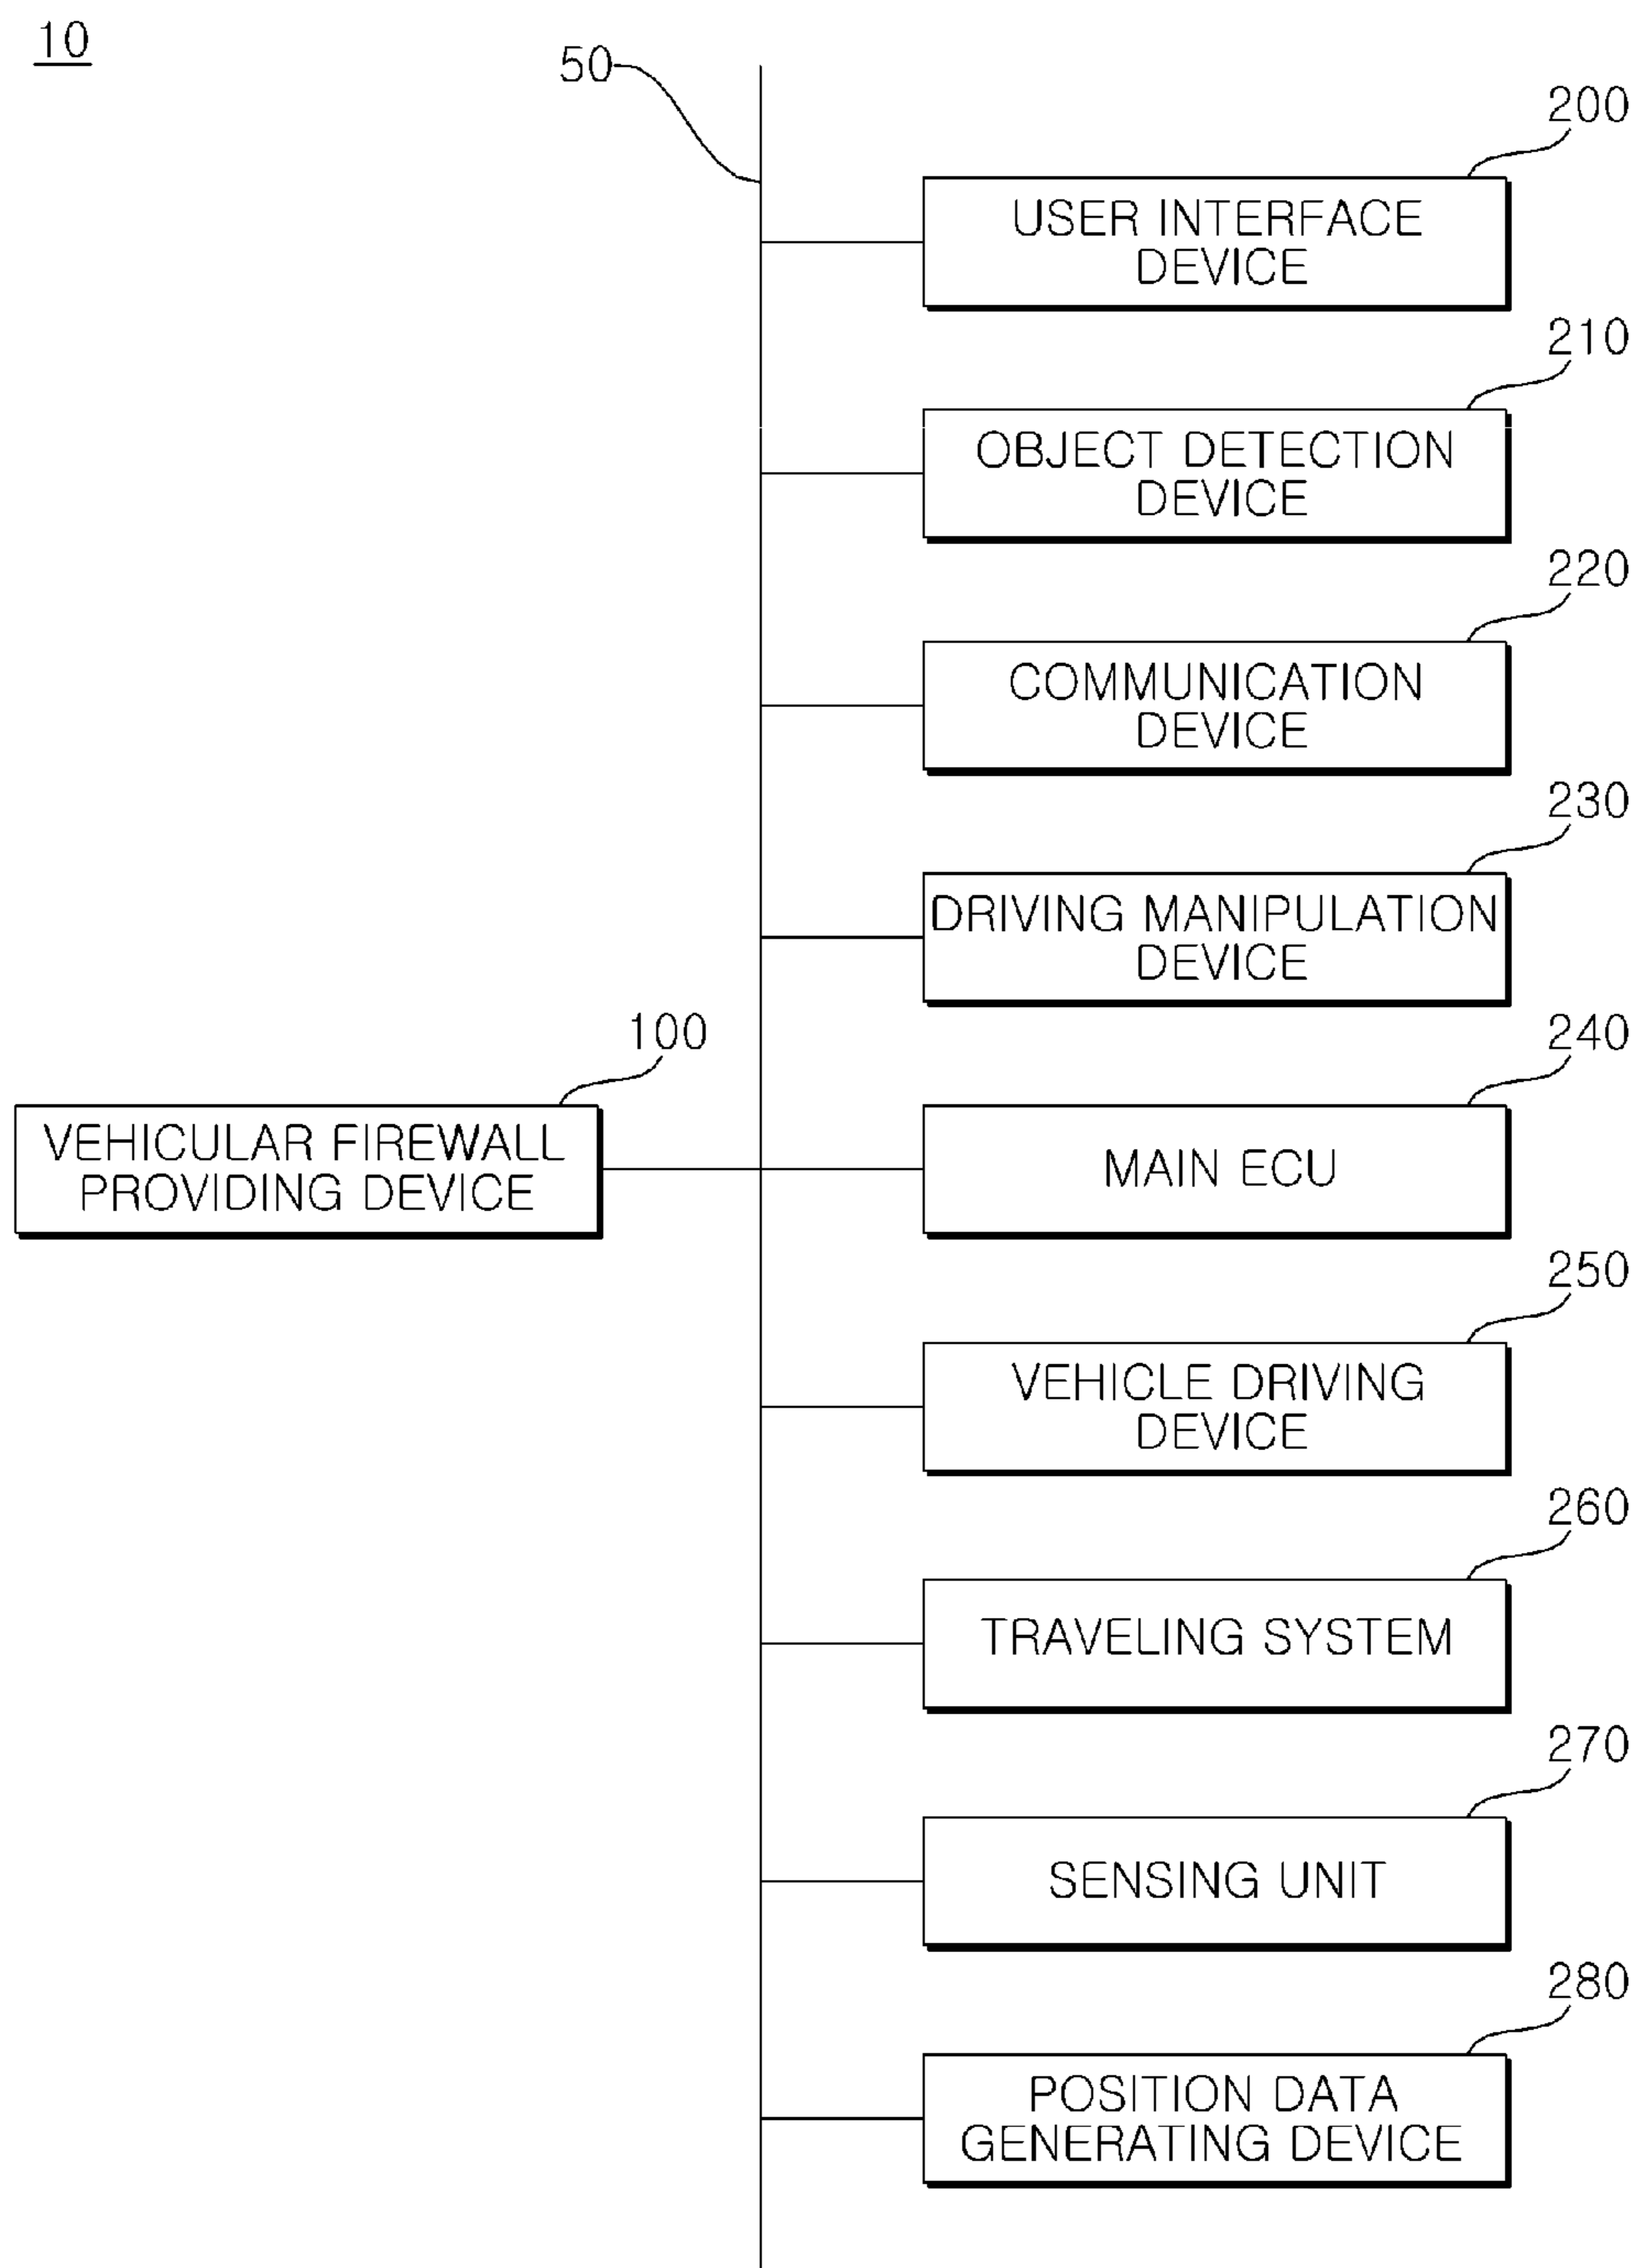 10
50
200
USER INTERFACE
DEVICE
210
OBJECT DETECTION
DEVICE
220
COMMUNICATION
DEVICE
230
DRIVING MANIPULATION
DEVICE
100
VEHICULAR FIREWALL
PROVIDING DEVICE
240
MAIN ECU
250
VEHICLE DRIVING
DEVICE
260
TRAVELING SYSTEM
270
SENSING UNIT
280
POSITION DATA
GENERATING DEVICE